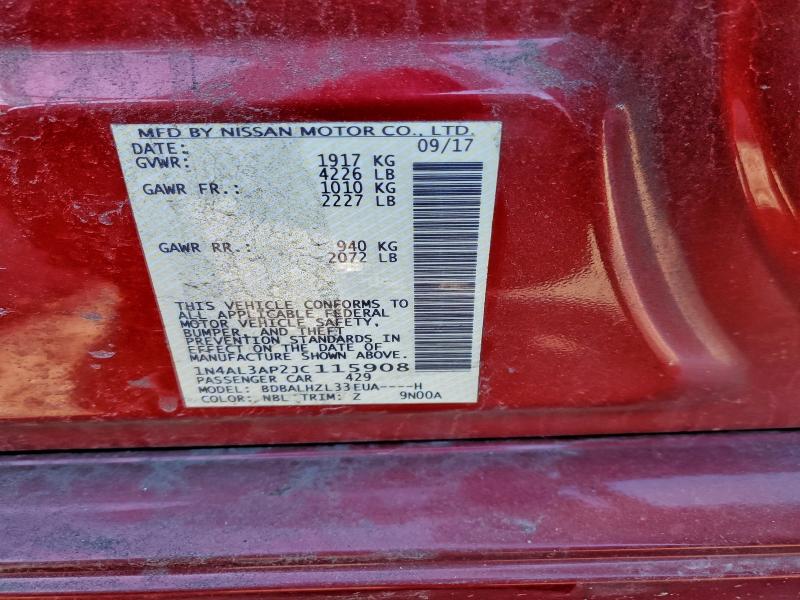 MFD BY NISSAN MOTOR CO., LTD.
DATE: 09/17
GVWR: 1917 KG
4226 LB
GAWR FR.: 1010 KG
2227 LB
GAWR RR.: 940 KG
2072 LB
THIS VEHICLE CONFORMS TO
ALL APPLICABLE FEDERAL
MOTOR VEHICLE SAFETY,
BUMPER, AND THEFT
PREVENTION STANDARDS IN
EFFECT ON THE DATE OF
MANUFACTURE SHOWN ABOVE.
1N4AL3AP2JC115908
PASSENGER CAR 429
MODEL: BDBALHZL33EUA----H
COLOR: NBL TRIM: Z 9N00A